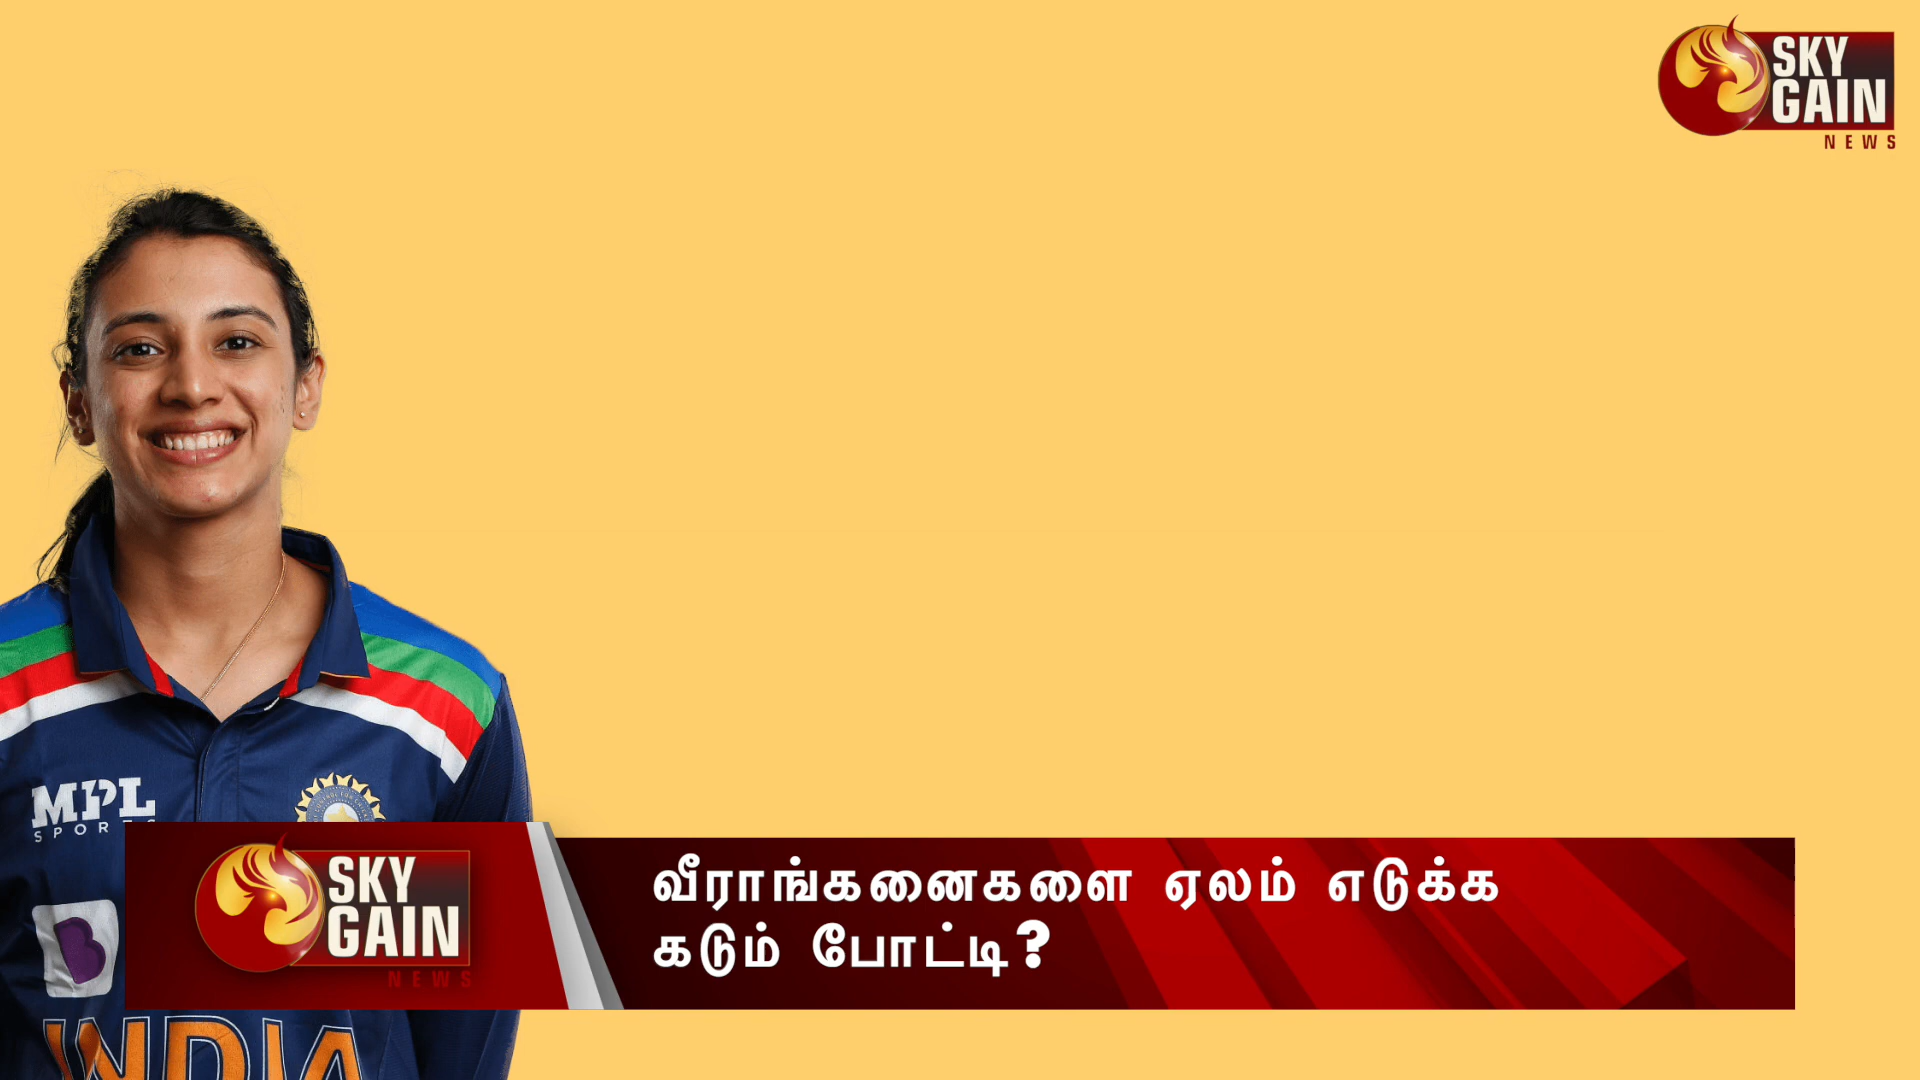 SKY
GAIN
NEWS
MPL
SPORTS
SKY
GAIN
NEWS
வீராங்கனைகளை ஏலம் எடுக்க
கடும் போட்டி?
B
INDIA